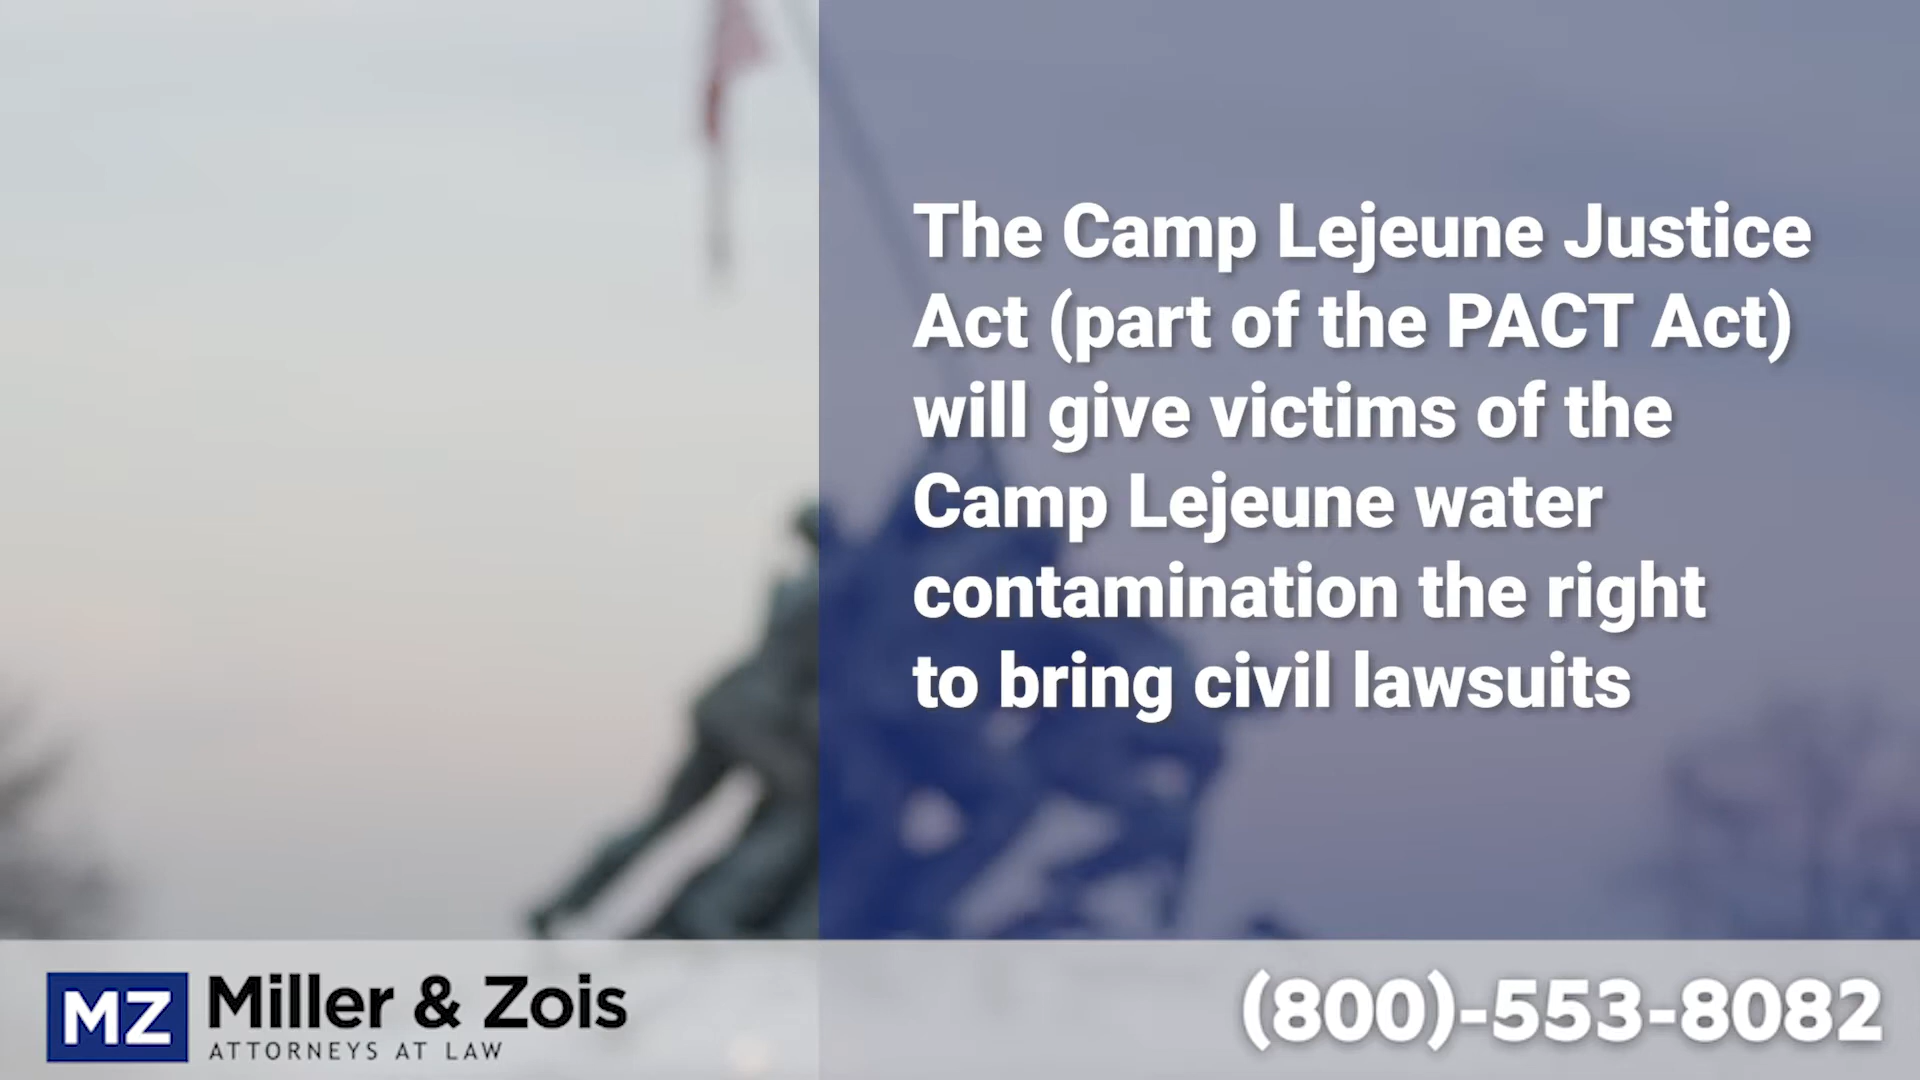 The Camp Lejeune Justice
Act (part of the PACT Act)
will give victims of the
Camp Lejeune water
contamination the right
to bring civil lawsuits
MZ Miller & Zois
ATTORNEYS AT LAW
(800)-553-8082